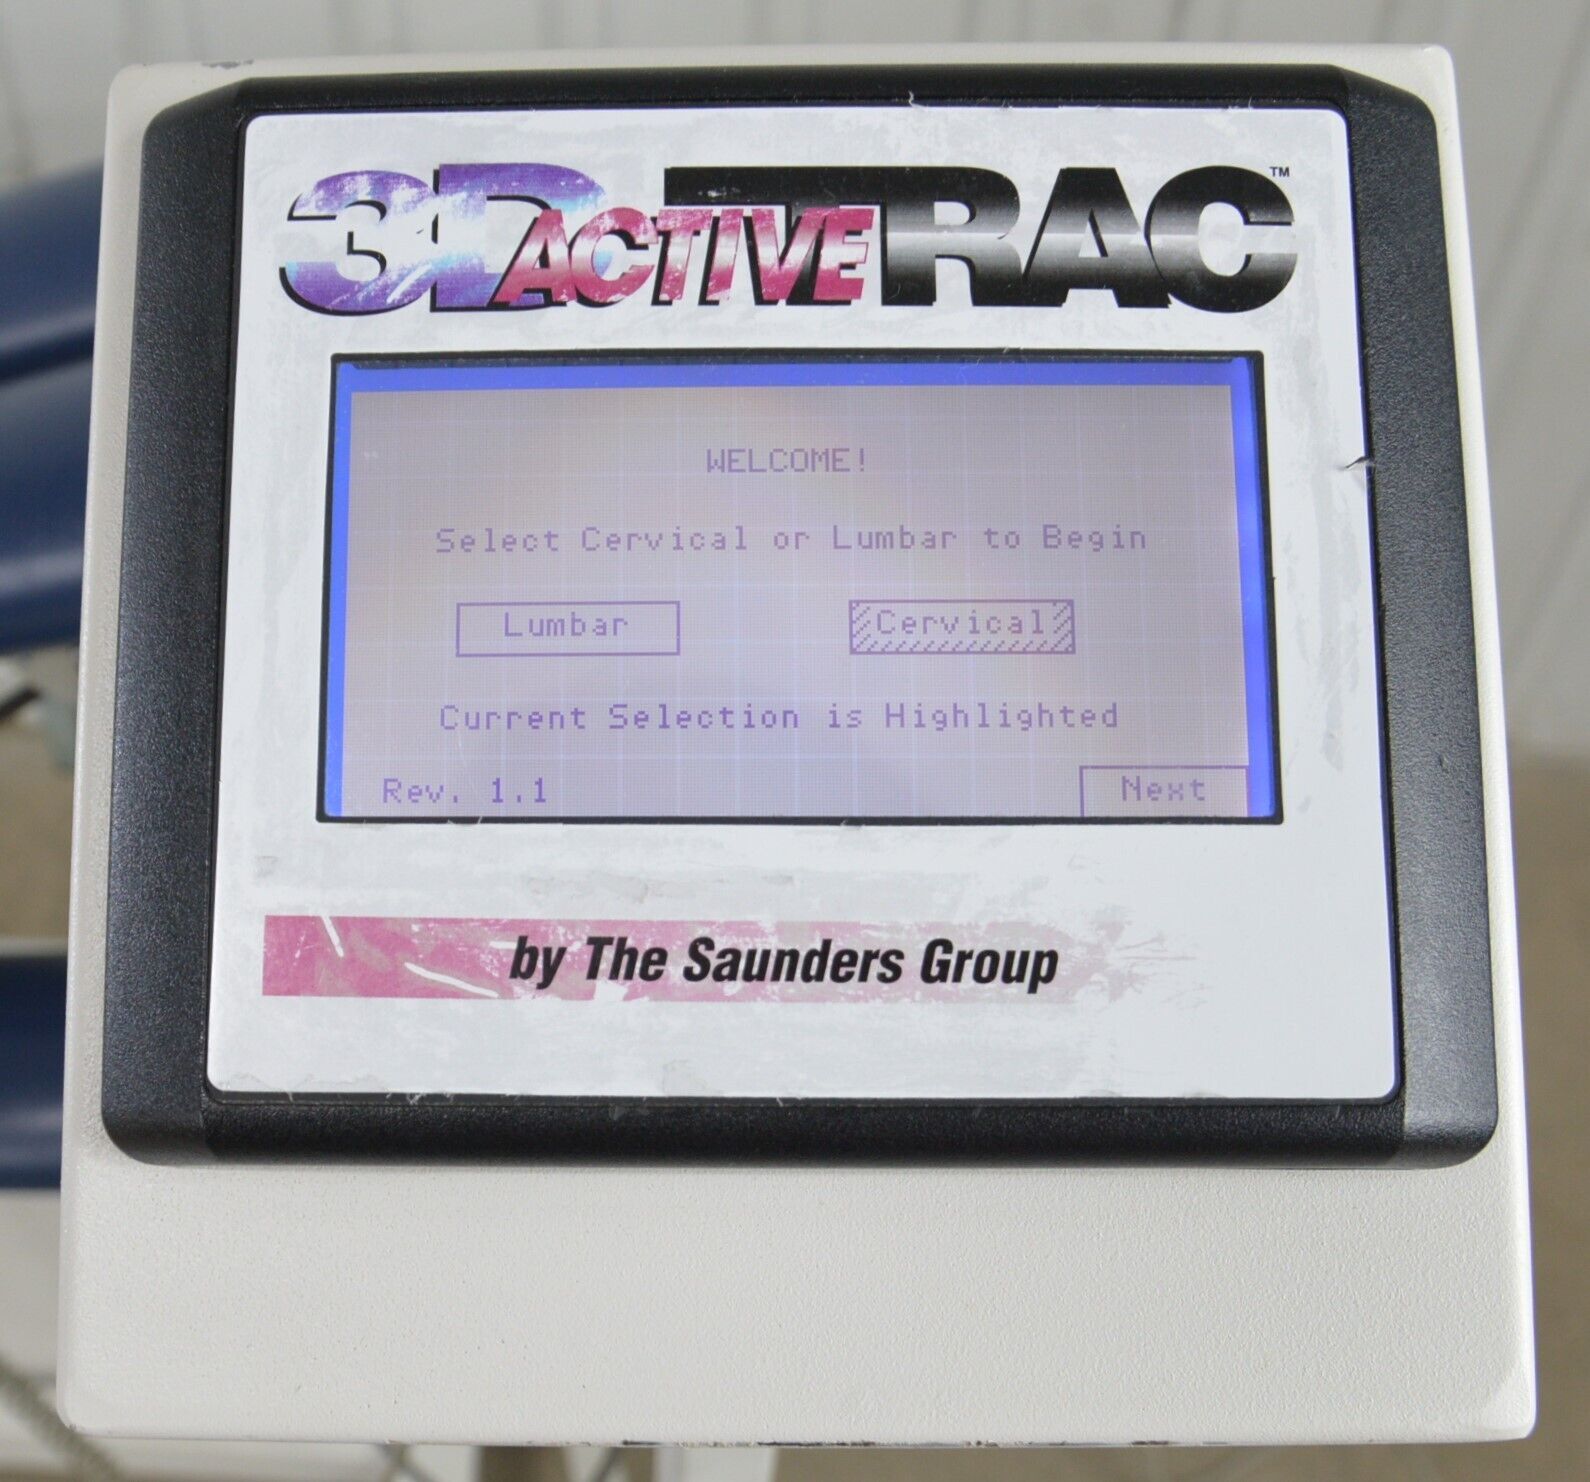 3D ACTIVE TRAC™
WELCOME!
Select Cervical or Lumbar to Begin
Lumbar Cervical
Current Selection is Highlighted
Rev. 1.1 Next
by The Saunders Group